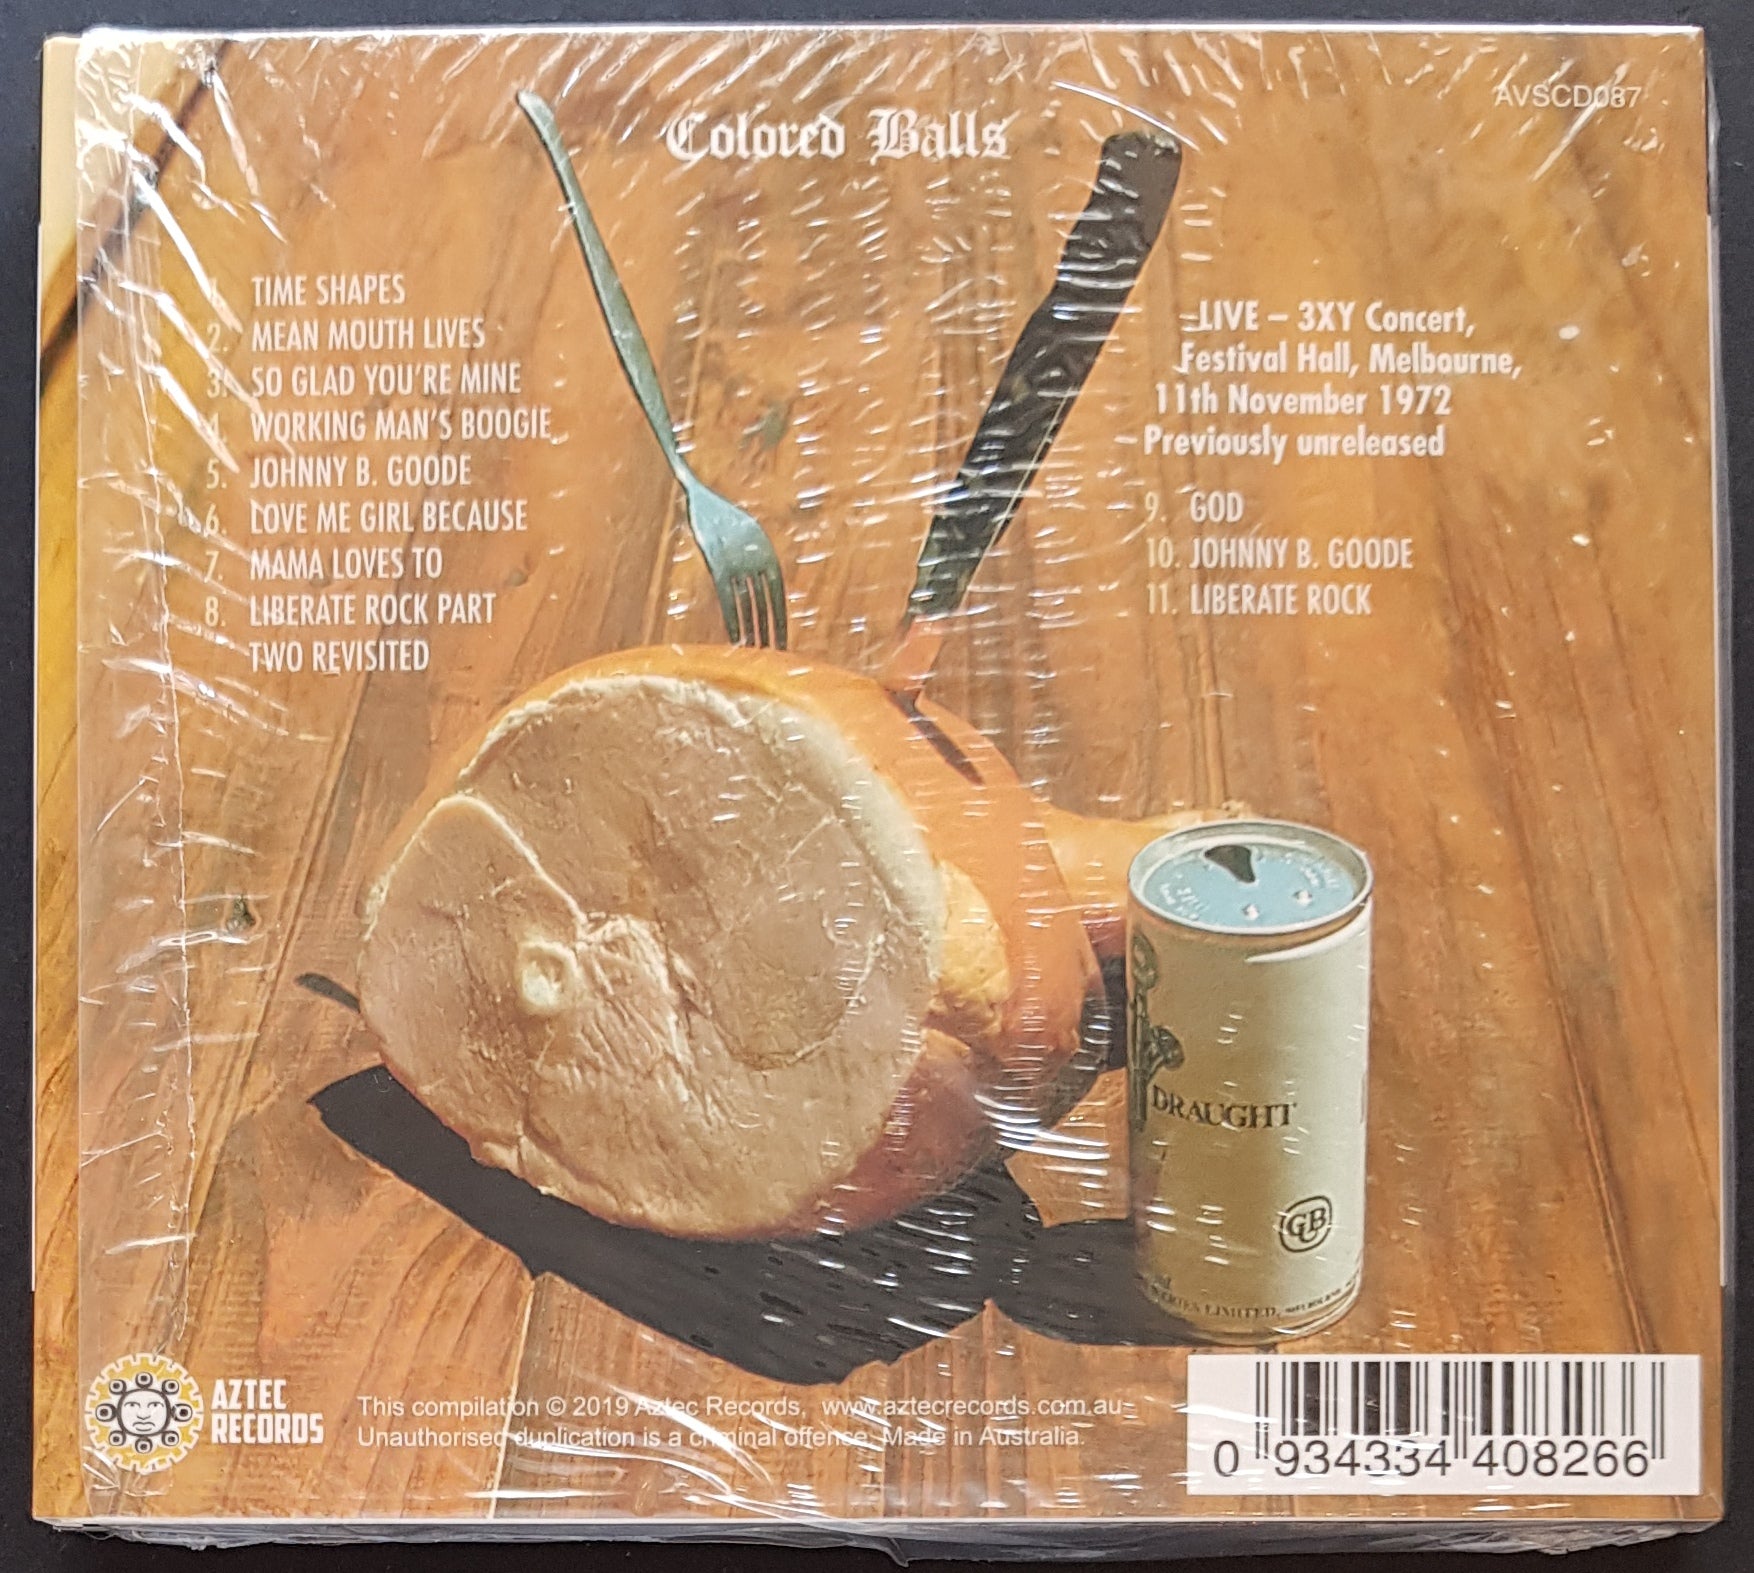 AVSCD087
Colored Balls
1. TIME SHAPES
2. MEAN MOUTH LIVES
3. SO GLAD YOU'RE MINE
4. WORKING MAN'S BOOGIE
5. JOHNNY B. GOODE
6. LOVE ME GIRL BECAUSE
7. MAMA LOVES TO
8. LIBERATE ROCK PART
TWO REVISITED
LIVE – 3XY Concert,
Festival Hall, Melbourne,
11th November 1972
Previously unreleased
9. GOD
10. JOHNNY B. GOODE
11. LIBERATE ROCK
DRAUGHT
CUB
LIMITED,
AZTEC
RECORDS
This compilation © 2019 Aztec Records, www.aztecrecords.com.au
Unauthorised duplication is a criminal offence. Made in Australia.
0 934334 408266